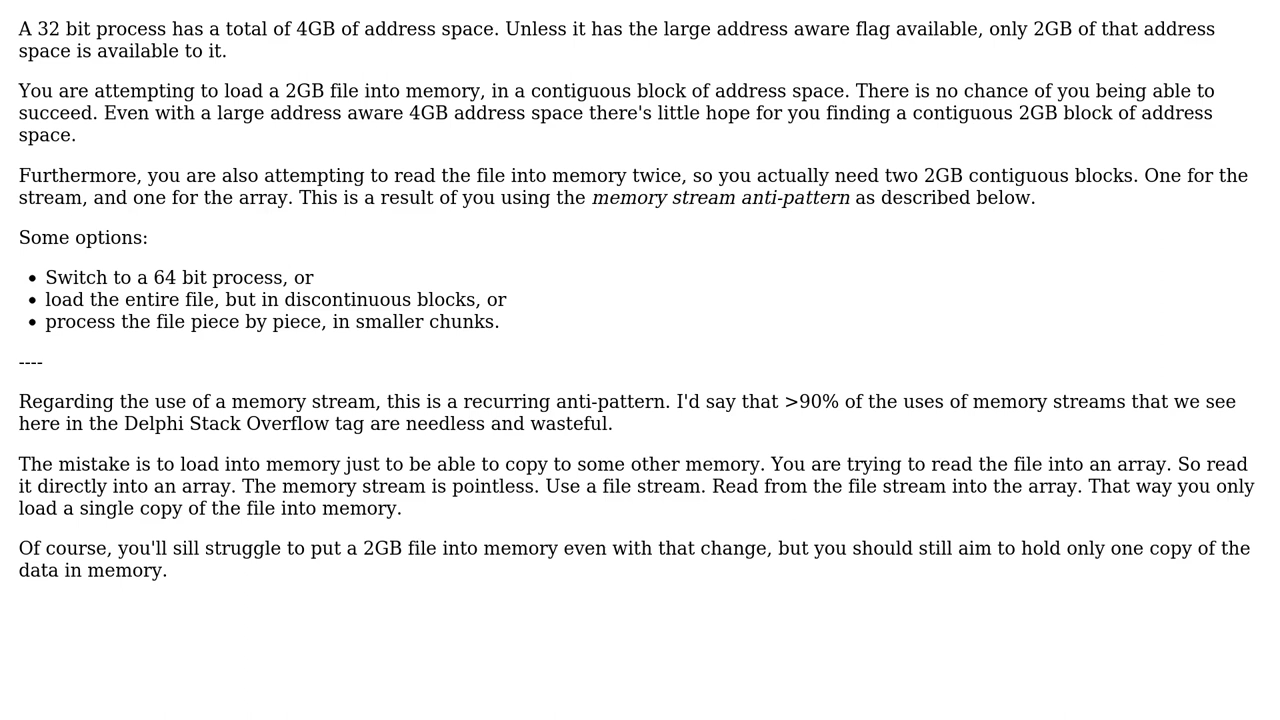 A 32 bit process has a total of 4GB of address space. Unless it has the large address aware flag available, only 2GB of that address
space is available to it.
You are attempting to load a 2GB file into memory, in a contiguous block of address space. There is no chance of you being able to
succeed. Even with a large address aware 4GB address space there's little hope for you finding a contiguous 2GB block of address
space.
Furthermore, you are also attempting to read the file into memory twice, so you actually need two 2GB contiguous blocks. One for the
stream, and one for the array. This is a result of you using the memory stream anti-pattern as described below.
Some options:
• Switch to a 64 bit process, or
• load the entire file, but in discontinuous blocks, or
• process the file piece by piece, in smaller chunks.
----
Regarding the use of a memory stream, this is a recurring anti-pattern. I'd say that >90% of the uses of memory streams that we see
here in the Delphi Stack Overflow tag are needless and wasteful.
The mistake is to load into memory just to be able to copy to some other memory. You are trying to read the file into an array. So read
it directly into an array. The memory stream is pointless. Use a file stream. Read from the file stream into the array. That way you only
load a single copy of the file into memory.
Of course, you'll sill struggle to put a 2GB file into memory even with that change, but you should still aim to hold only one copy of the
data in memory.